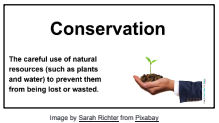 Conservation
The careful use of natural
resources (such as plants
and water) to prevent them
from being lost or wasted.
Image by Sarah Richter from Pixabay